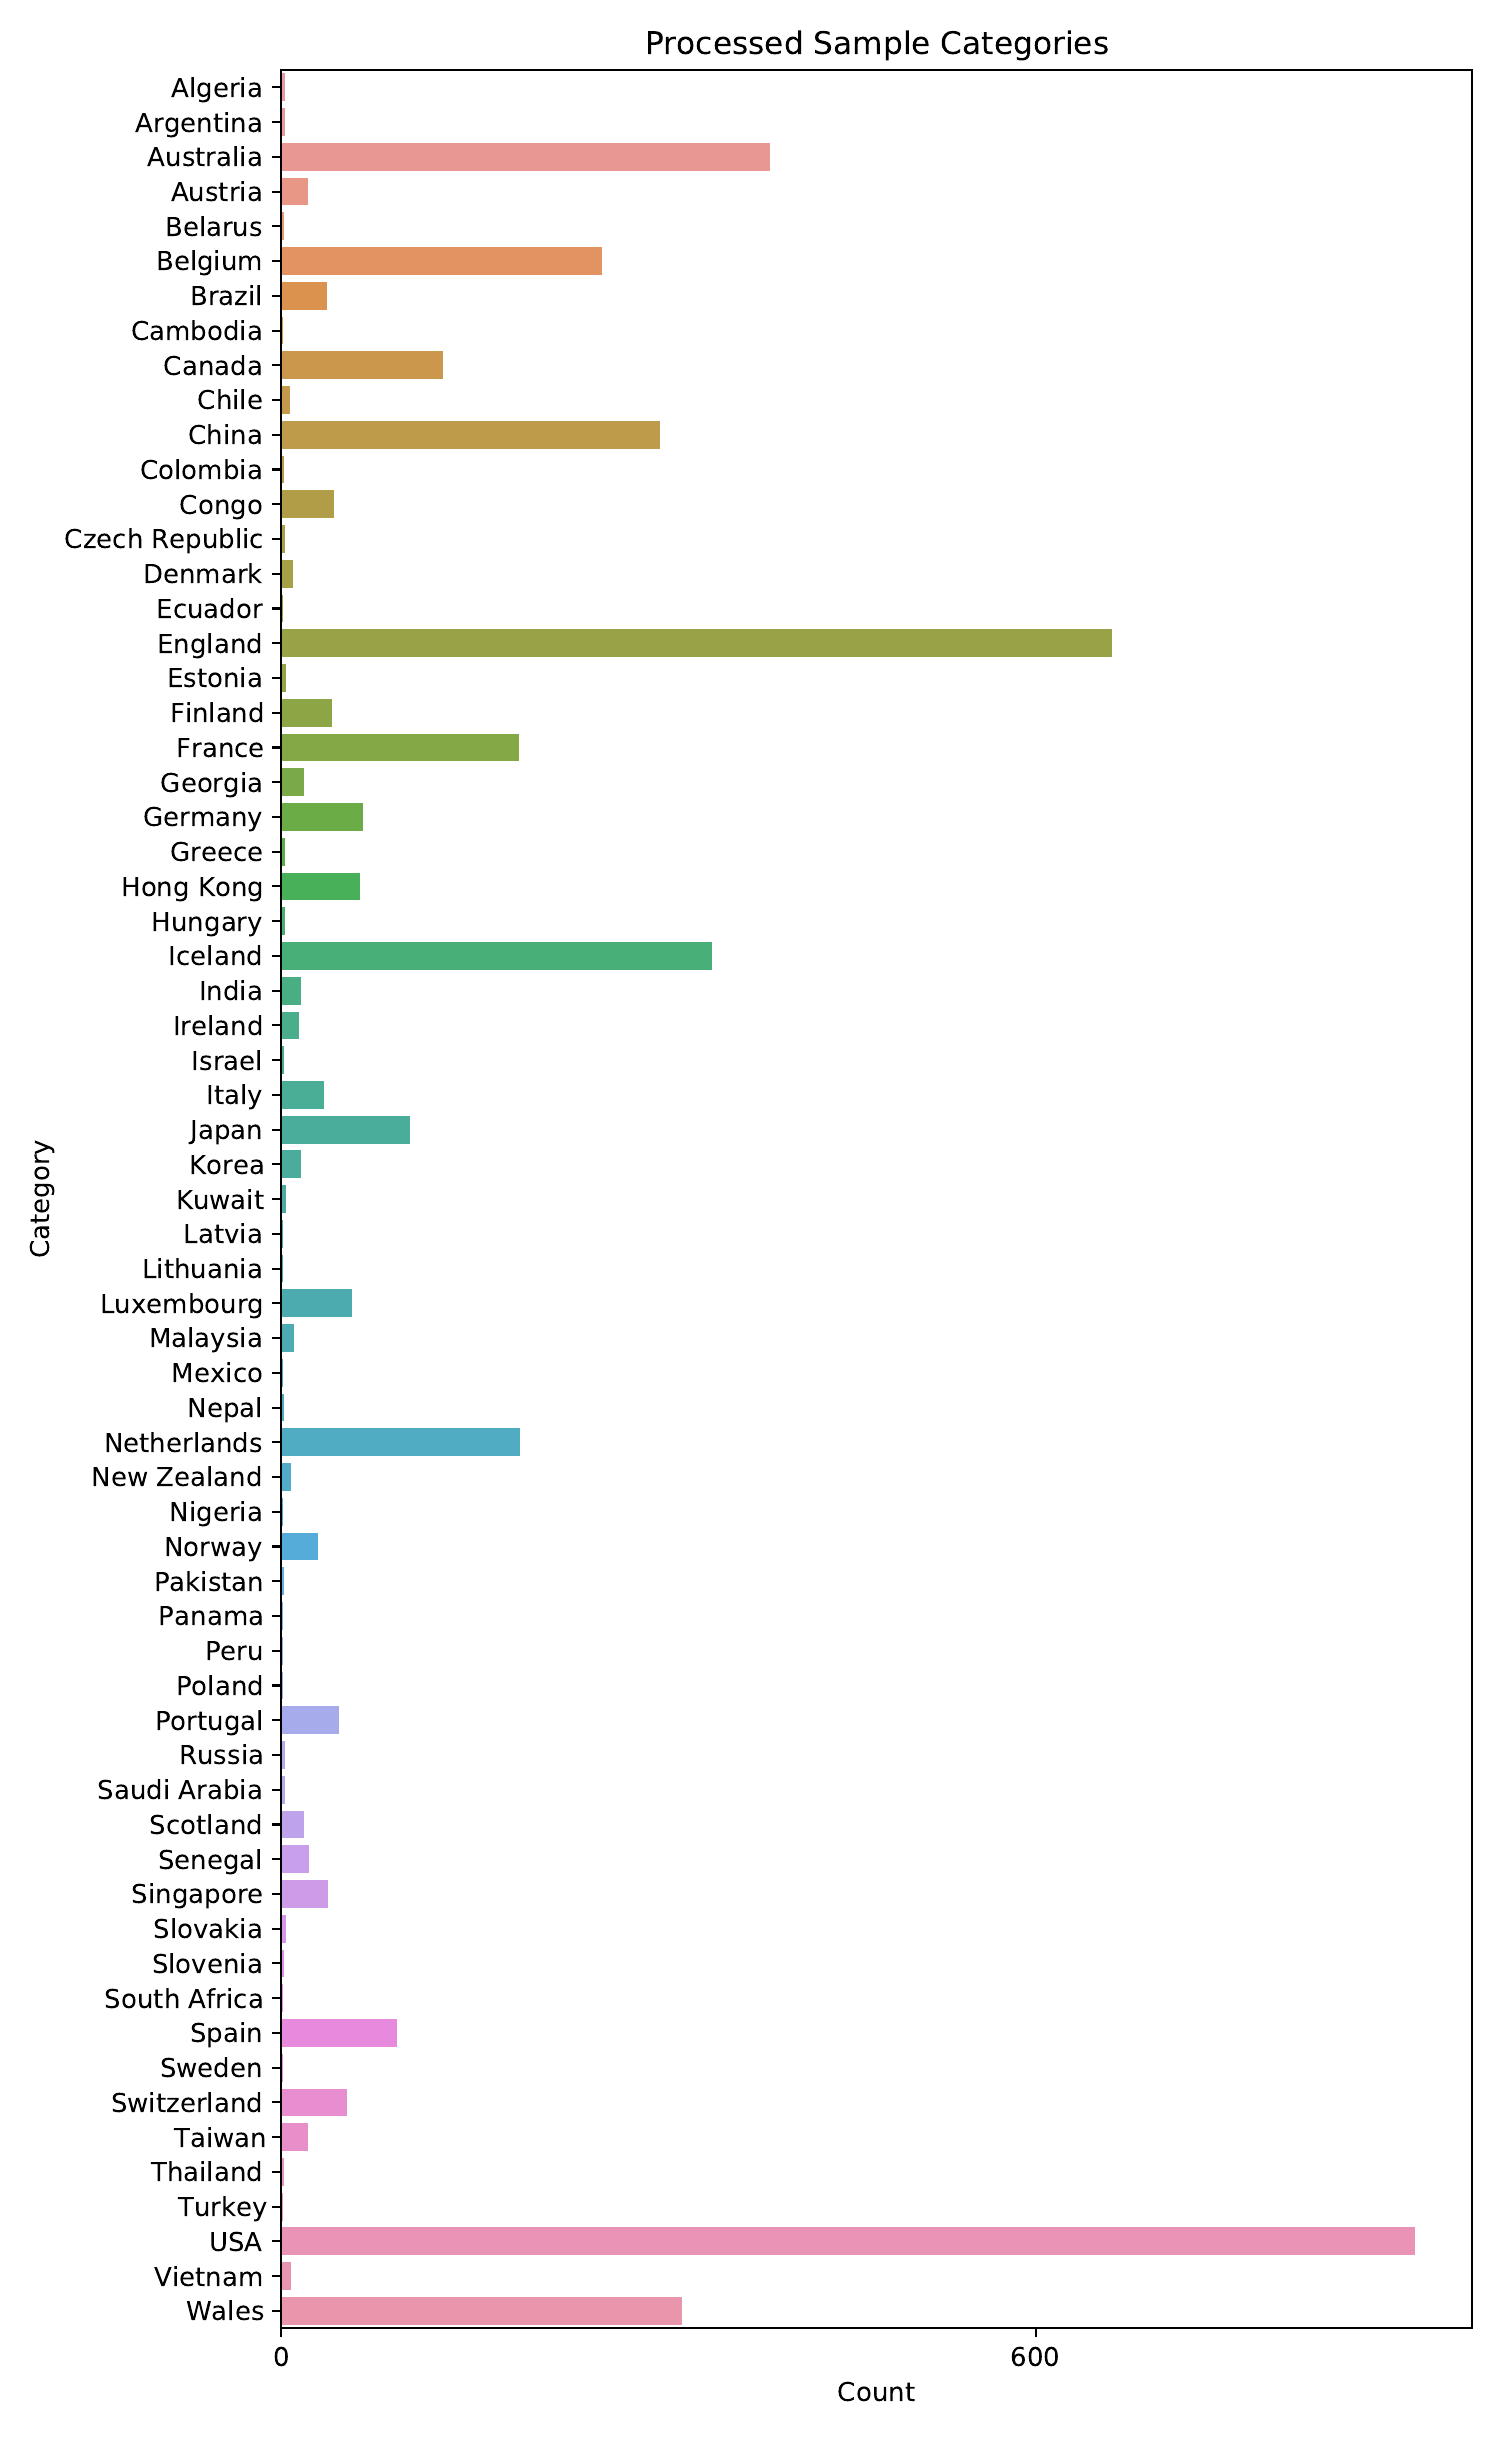 Processed Sample Categories
Algeria
Argentina
Australia
Austria
Belarus
Belgium
Brazil
Cambodia
Canada
Chile
China
Colombia
Congo
Czech Republic
Denmark
Ecuador
England
Estonia
Finland
France
Georgia
Germany
Greece
Hong Kong
Hungary
Iceland
India
Ireland
Israel
Italy
Japan
Korea
Kuwait
Latvia
Lithuania
Luxembourg
Malaysia
Mexico
Nepal
Netherlands
New Zealand
Nigeria
Norway
Pakistan
Panama
Peru
Poland
Portugal
Russia
Saudi Arabia
Scotland
Senegal
Singapore
Slovakia
Slovenia
South Africa
Spain
Sweden
Switzerland
Taiwan
Thailand
Turkey
USA
Vietnam
Wales
Category
0 600
Count